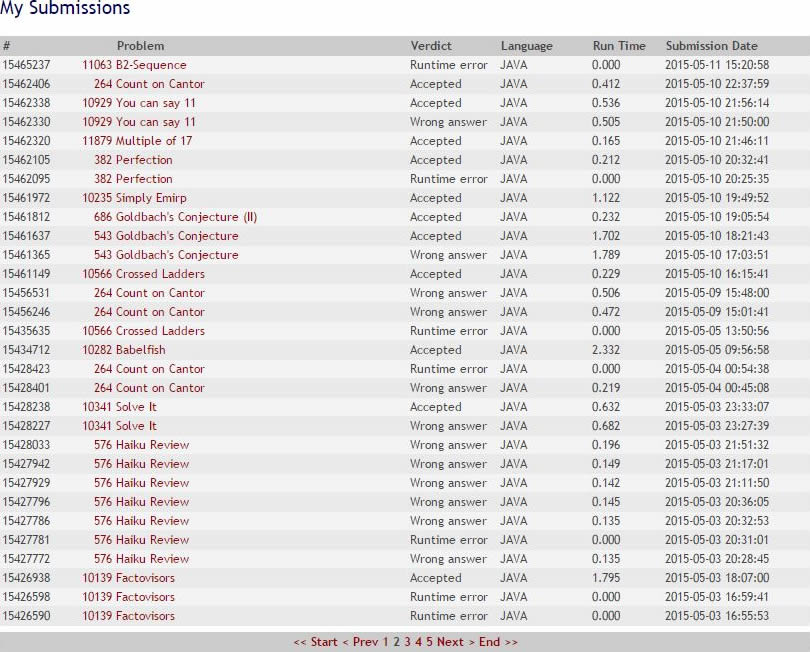 My Submissions
# Problem Verdict Language Run Time Submission Date
15465237 11063 B2-Sequence Runtime error JAVA 0.000 2015-05-11 15:20:58
15462406 264 Count on Cantor Accepted JAVA 0.412 2015-05-10 22:37:59
15462338 10929 You can say 11 Accepted JAVA 0.536 2015-05-10 21:56:14
15462330 10929 You can say 11 Wrong answer JAVA 0.505 2015-05-10 21:50:00
15462320 11879 Multiple of 17 Accepted JAVA 0.165 2015-05-10 21:46:11
15462105 382 Perfection Accepted JAVA 0.212 2015-05-10 20:32:41
15462095 382 Perfection Runtime error JAVA 0.000 2015-05-10 20:25:35
15461972 10235 Simply Emirp Accepted JAVA 1.122 2015-05-10 19:49:52
15461812 686 Goldbach's Conjecture (II) Accepted JAVA 0.232 2015-05-10 19:05:54
15461637 543 Goldbach's Conjecture Accepted JAVA 1.702 2015-05-10 18:21:43
15461365 543 Goldbach's Conjecture Wrong answer JAVA 1.789 2015-05-10 17:03:51
15461149 10566 Crossed Ladders Accepted JAVA 0.229 2015-05-10 16:15:41
15456531 264 Count on Cantor Wrong answer JAVA 0.506 2015-05-09 15:48:00
15456246 264 Count on Cantor Wrong answer JAVA 0.472 2015-05-09 15:01:41
15435635 10566 Crossed Ladders Runtime error JAVA 0.000 2015-05-05 13:50:56
15434712 10282 Babelfish Accepted JAVA 2.332 2015-05-05 09:56:58
15428423 264 Count on Cantor Runtime error JAVA 0.000 2015-05-04 00:54:38
15428401 264 Count on Cantor Wrong answer JAVA 0.219 2015-05-04 00:45:08
15428238 10341 Solve It Accepted JAVA 0.632 2015-05-03 23:33:07
15428227 10341 Solve It Wrong answer JAVA 0.682 2015-05-03 23:27:39
15428033 576 Haiku Review Wrong answer JAVA 0.196 2015-05-03 21:51:32
15427942 576 Haiku Review Wrong answer JAVA 0.149 2015-05-03 21:17:01
15427929 576 Haiku Review Wrong answer JAVA 0.142 2015-05-03 21:11:50
15427796 576 Haiku Review Wrong answer JAVA 0.145 2015-05-03 20:36:05
15427786 576 Haiku Review Wrong answer JAVA 0.135 2015-05-03 20:32:53
15427781 576 Haiku Review Runtime error JAVA 0.000 2015-05-03 20:31:01
15427772 576 Haiku Review Wrong answer JAVA 0.135 2015-05-03 20:28:45
15426938 10139 Factovisors Accepted JAVA 1.795 2015-05-03 18:07:00
15426598 10139 Factovisors Runtime error JAVA 0.000 2015-05-03 16:59:41
15426590 10139 Factovisors Runtime error JAVA 0.000 2015-05-03 16:55:53
<< Start < Prev 1 2 3 4 5 Next > End >>